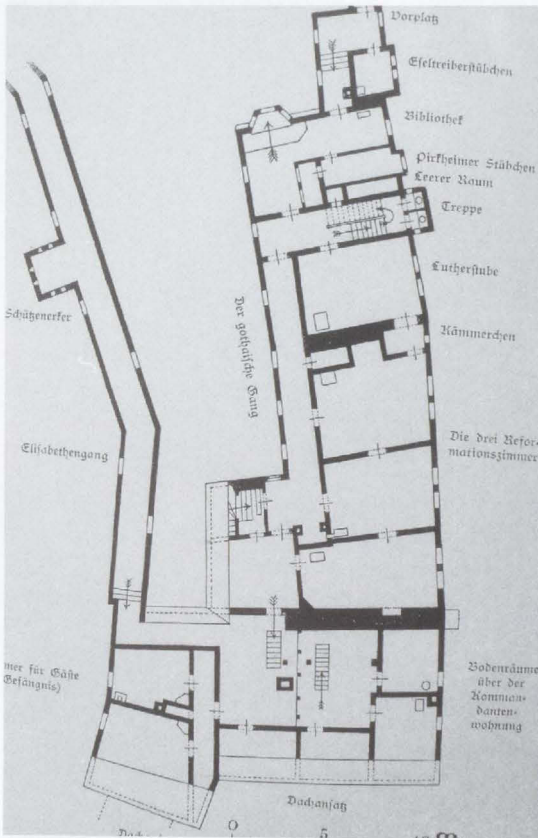 Vorplatz
Eseltreiberstübchen
Bibliothek
Pirkheimer Stübchen
Leerer Raum
Treppe
Lutherstube
Kämmerchen
Der gothaische Gang
Schützenerker
Elisabethengang
Die drei Refor-
mationszimmer
mer für Gäste
Gefängnis)
Bodenräume
über der
Komman-
danten-
wohnung
Dachansatz
0 5